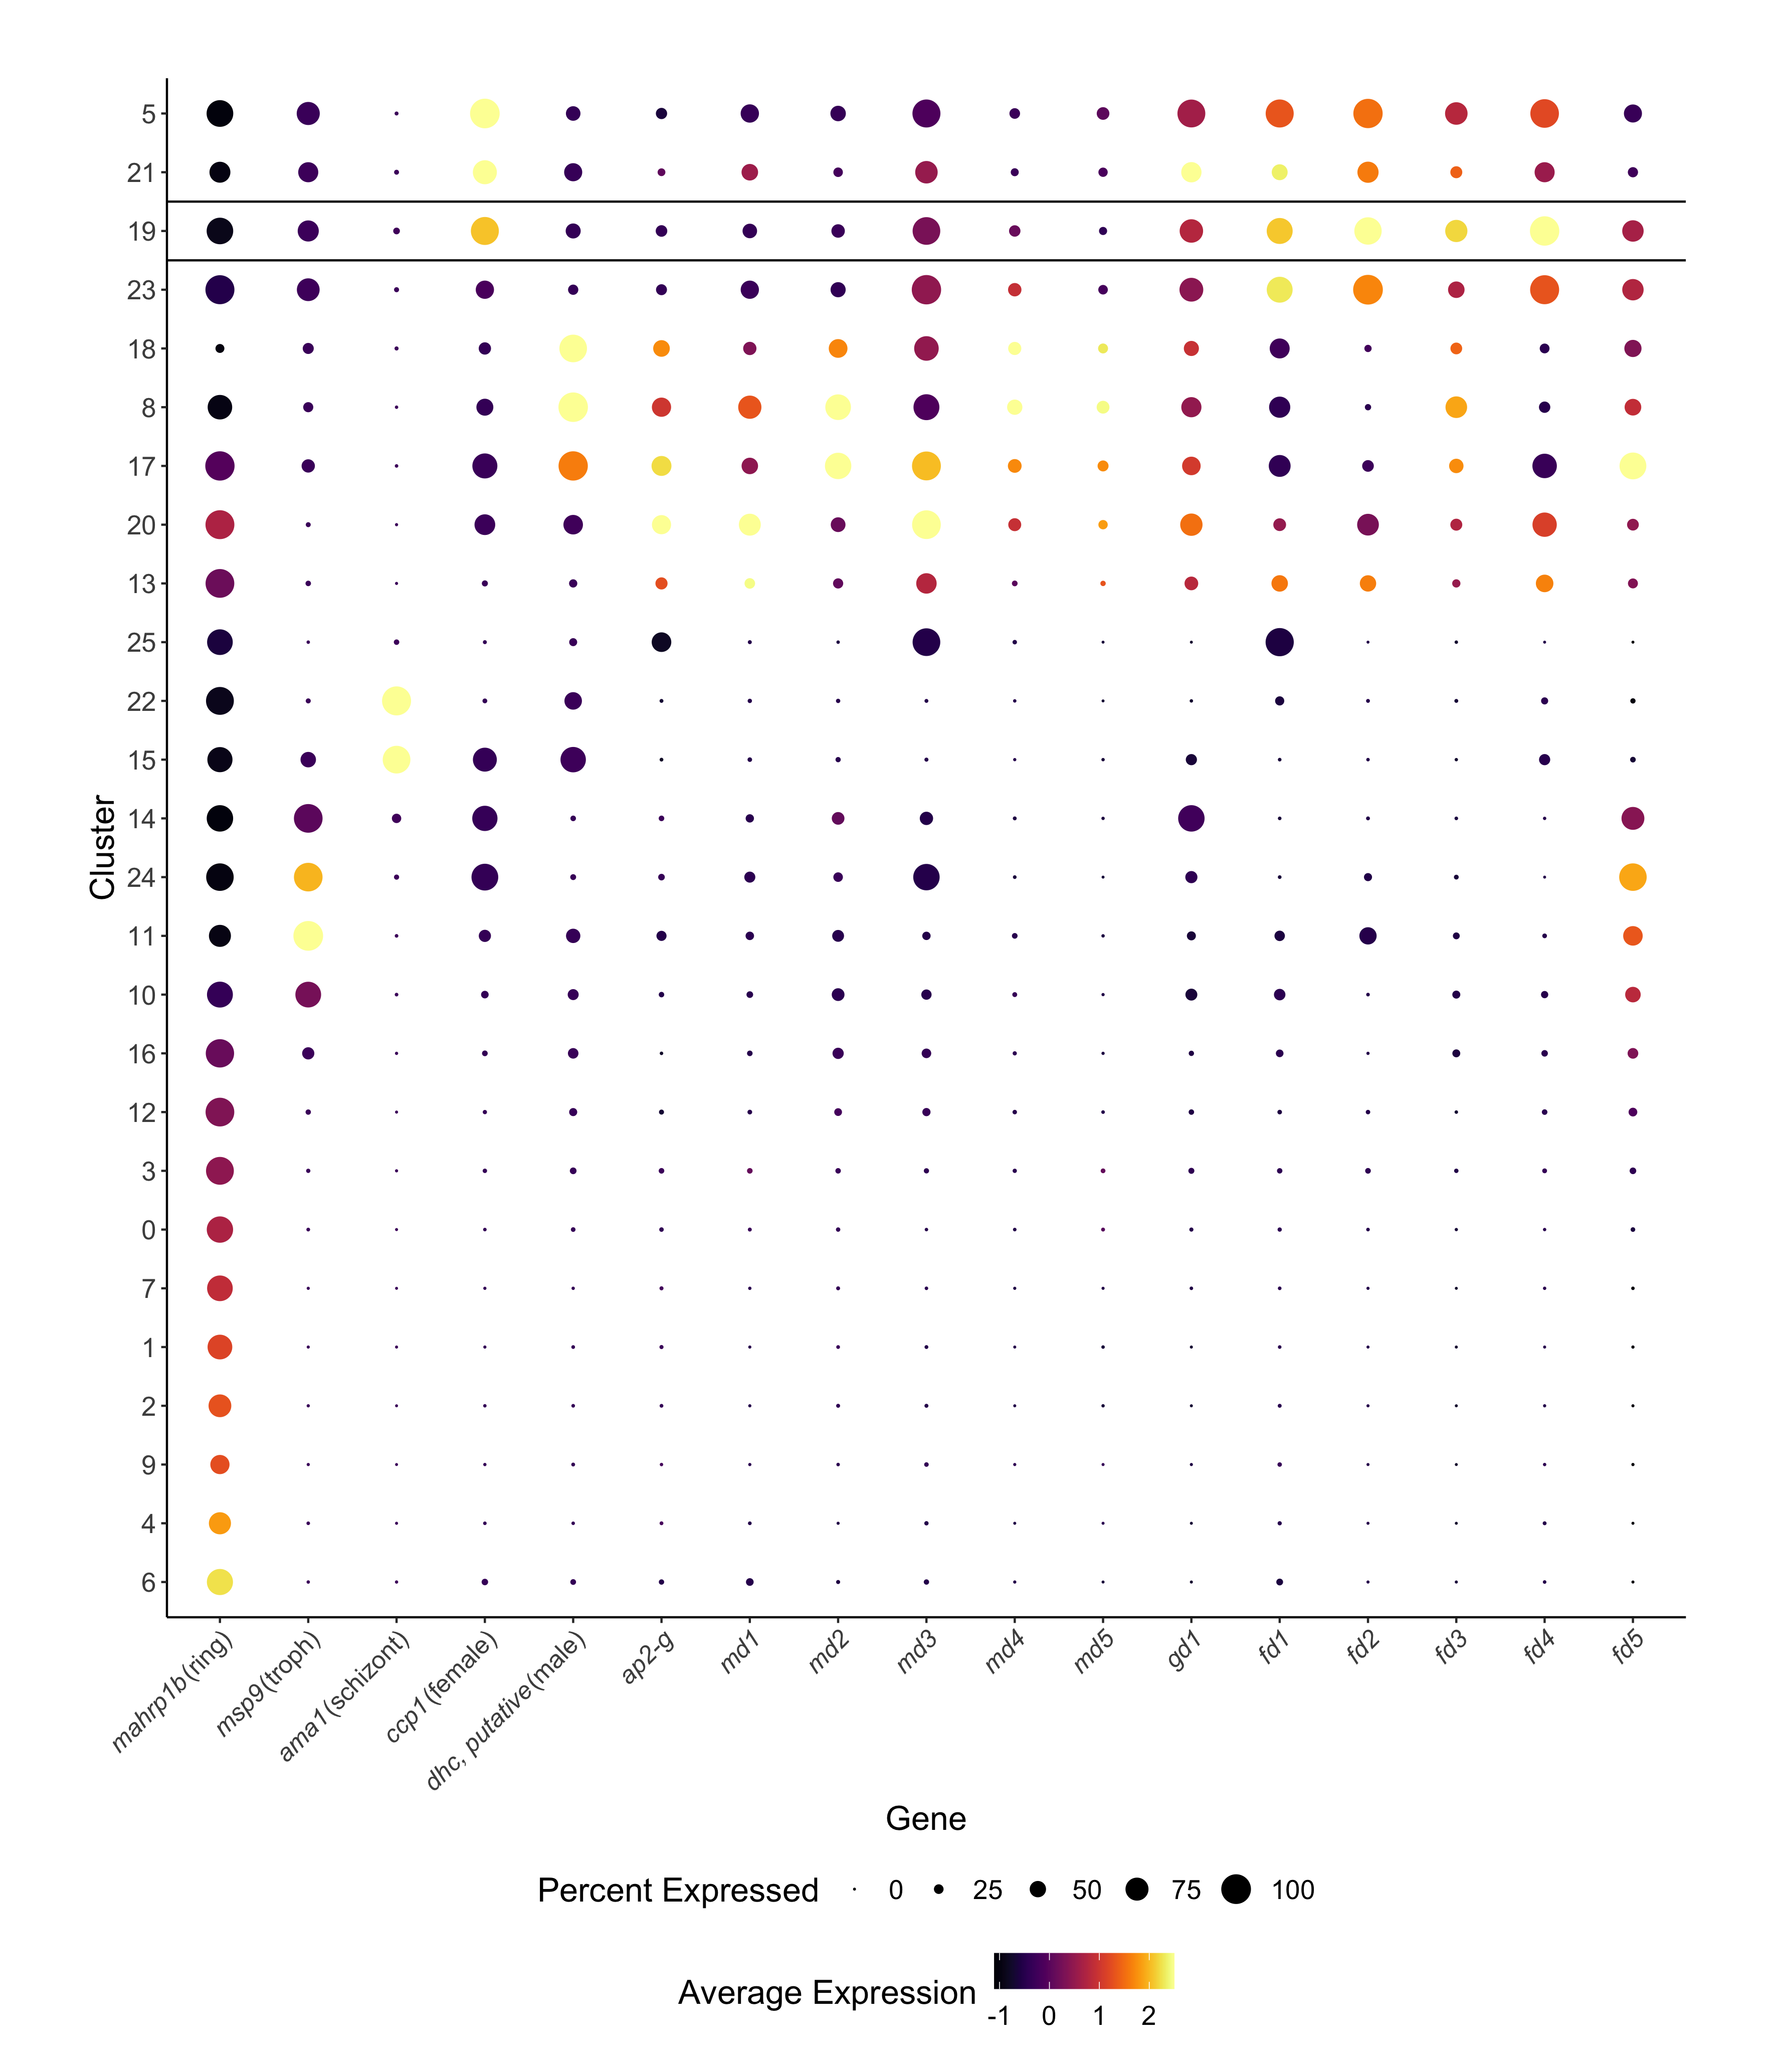 5
21
19
23
18
8
17
20
13
25
22
15
14
24
11
10
16
12
3
0
7
1
2
9
4
6
Cluster
mahrp1b(ring)
msp9(troph)
ama1(schizont)
ccp1(female)
dhc, putative(male)
ap2-g
md1
md2
md3
md4
md5
gd1
fd1
fd2
fd3
fd4
fd5
Gene
Percent Expressed 0 25 50 75 100
Average Expression
-1 0 1 2